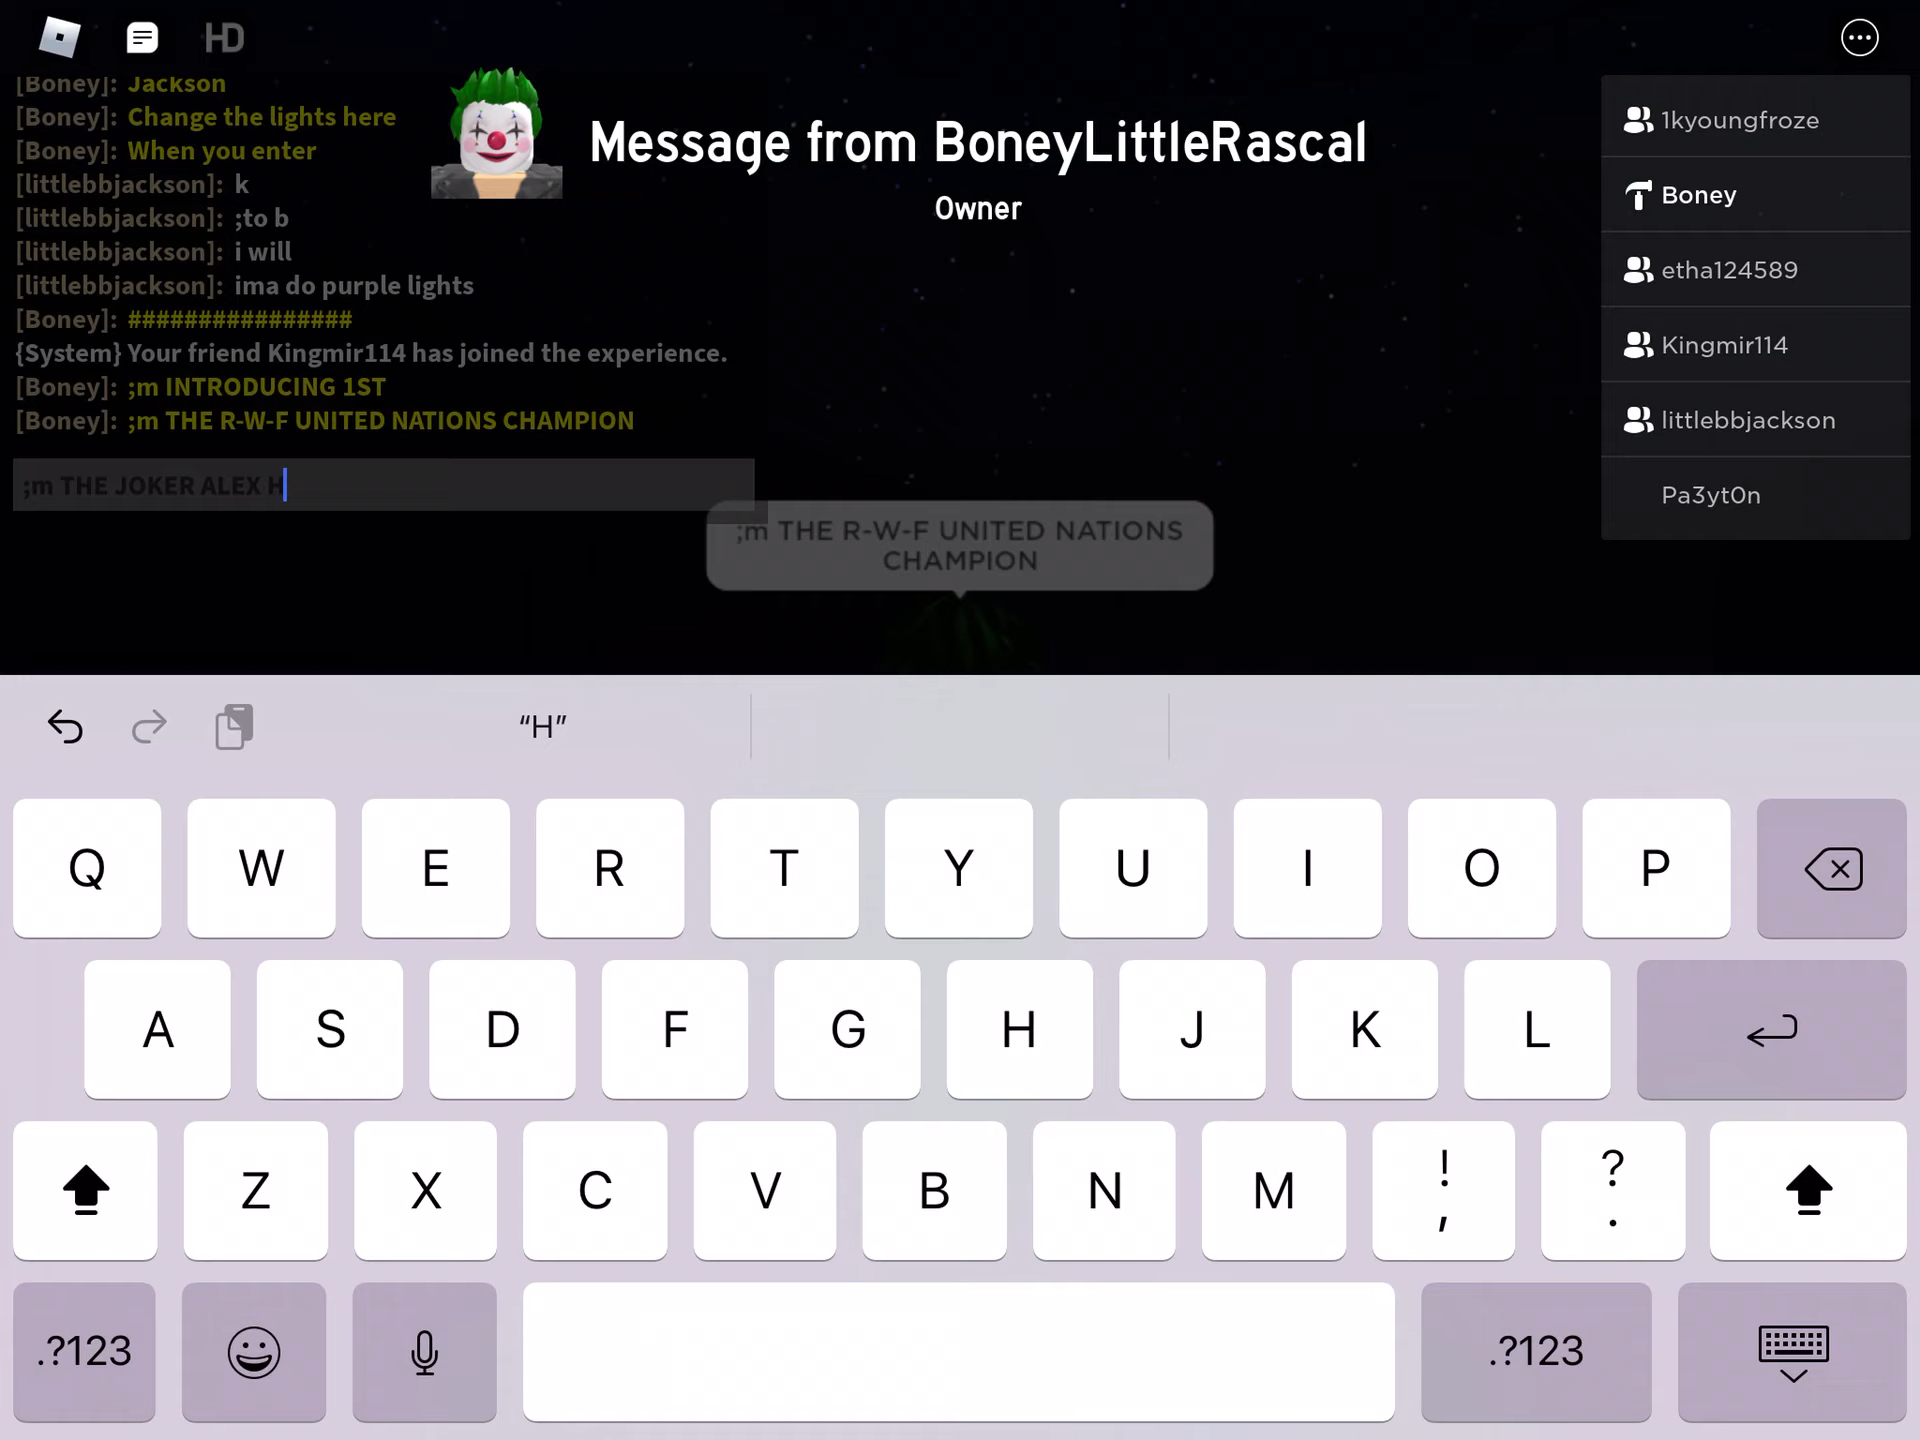 HD
[Boney]: Jackson
[Boney]: Change the lights here
[Boney]: When you enter
[littlebbjackson]: k
[littlebbjackson]: ;to b
[littlebbjackson]: i will
[littlebbjackson]: ima do purple lights
[Boney]: ################
{System} Your friend Kingmir114 has joined the experience.
[Boney]: ;m INTRODUCING 1ST
[Boney]: ;m THE R-W-F UNITED NATIONS CHAMPION
;m THE JOKER ALEX H
Message from BoneyLittleRascal
Owner
1kyoungfroze
Boney
etha124589
Kingmir114
littlebbjackson
Pa3yt0n
;m THE R-W-F UNITED NATIONS
CHAMPION
“H”
Q W E R T Y U I O P
A S D F G H J K L
Z X C V B N M ! , ? .
.?123 .?123